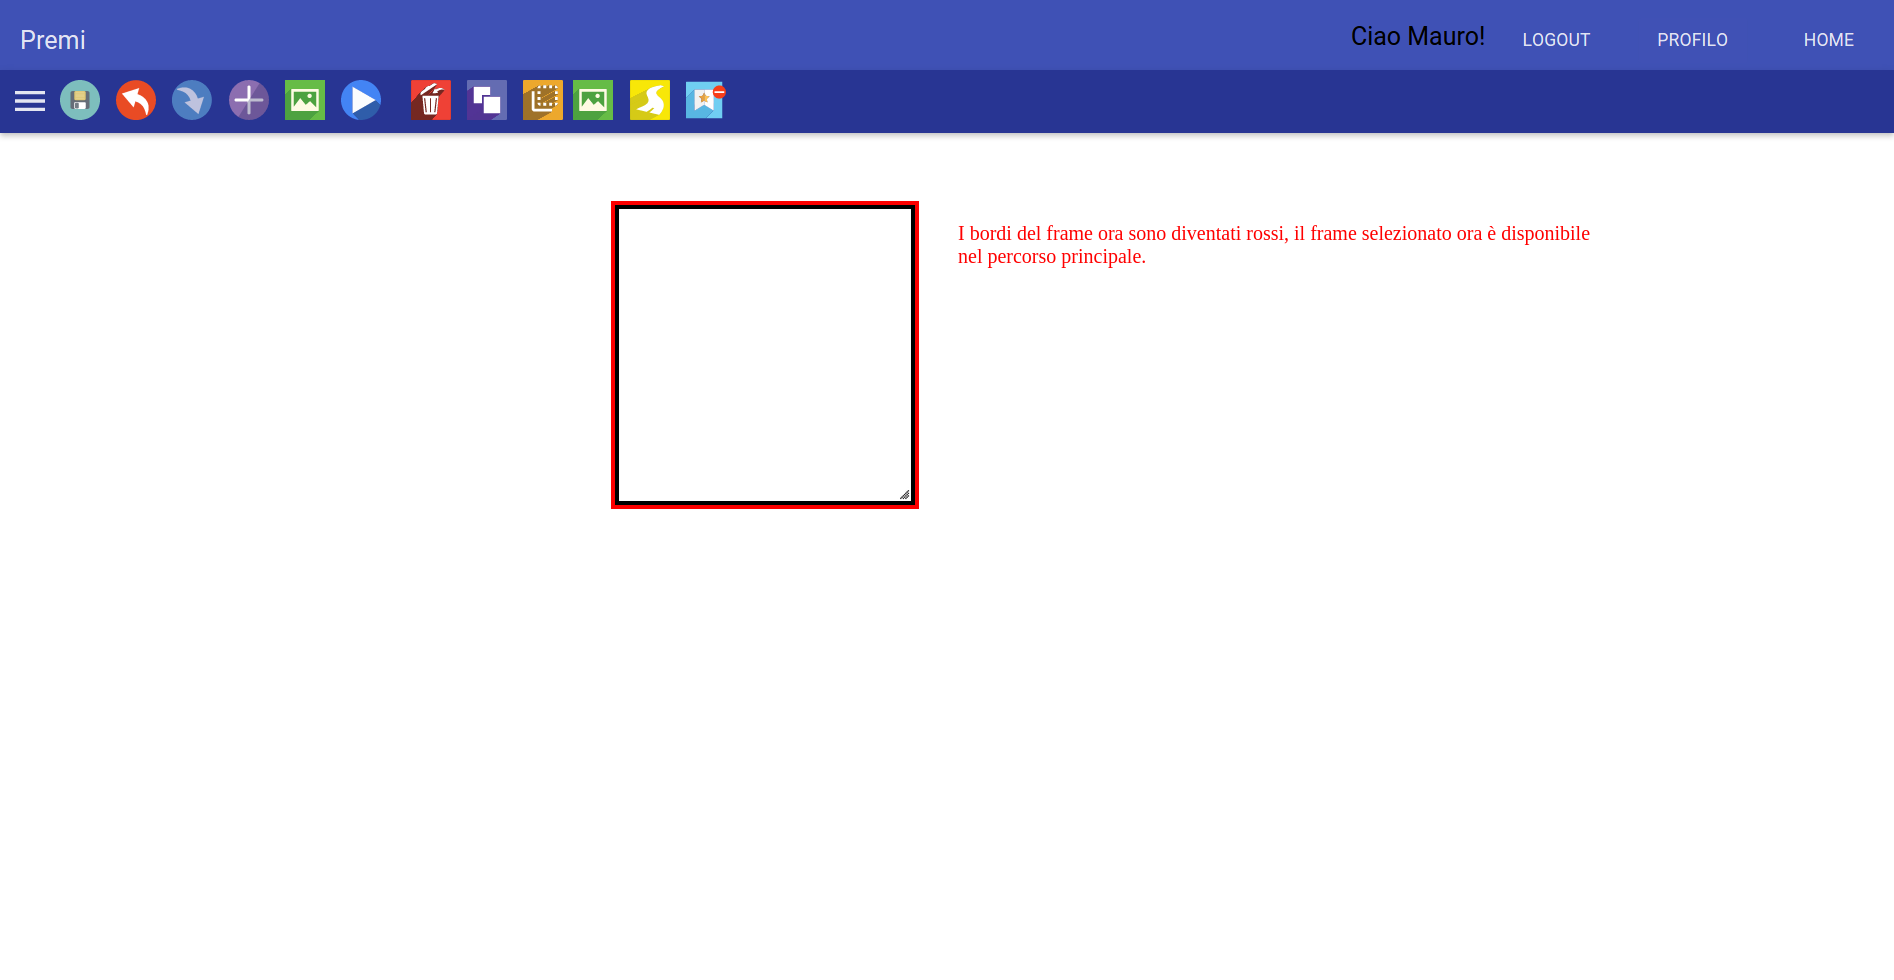 Premi
Ciao Mauro!
LOGOUT
PROFILO
HOME
I bordi del frame ora sono diventati rossi, il frame selezionato ora è disponibile
nel percorso principale.